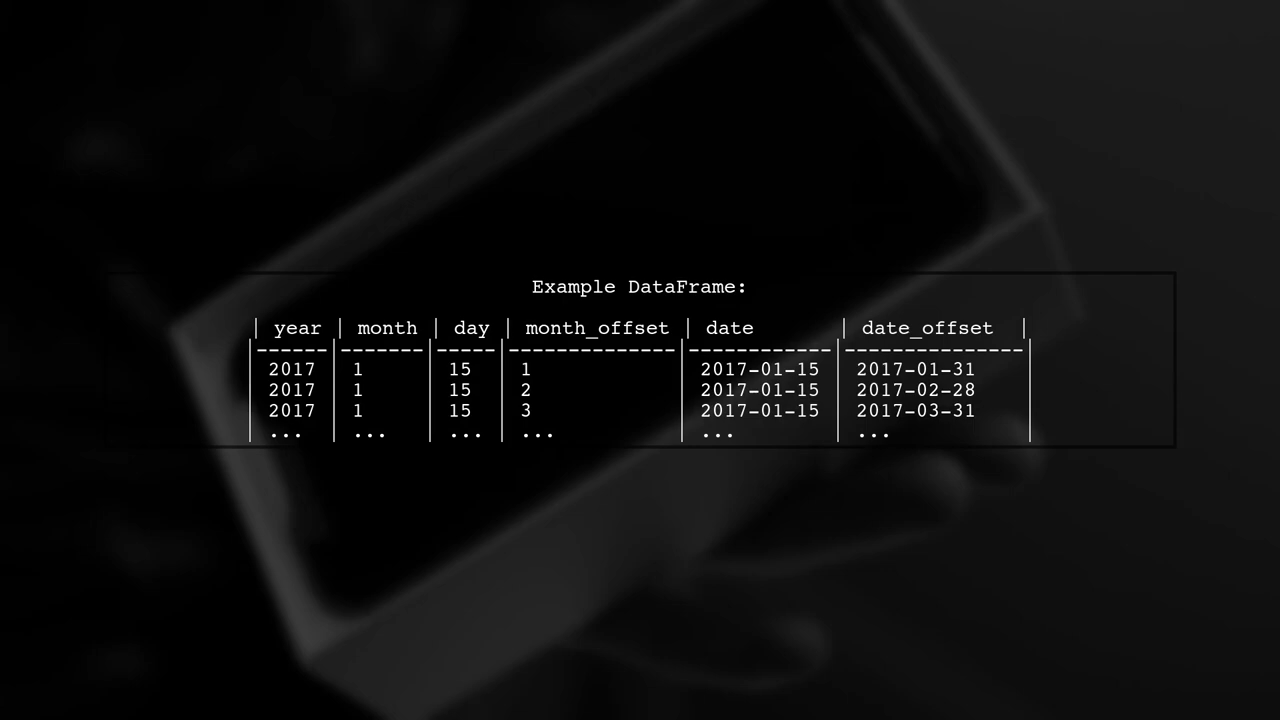 Example DataFrame:
| year | month | day | month_offset | date | date_offset |
|------|-------|-----|--------------|------------|---------------|
| 2017 | 1 | 15 | 1 | 2017-01-15 | 2017-01-31 |
| 2017 | 1 | 15 | 2 | 2017-01-15 | 2017-02-28 |
| 2017 | 1 | 15 | 3 | 2017-01-15 | 2017-03-31 |
| ... | ... | ... | ... | ... | ... |